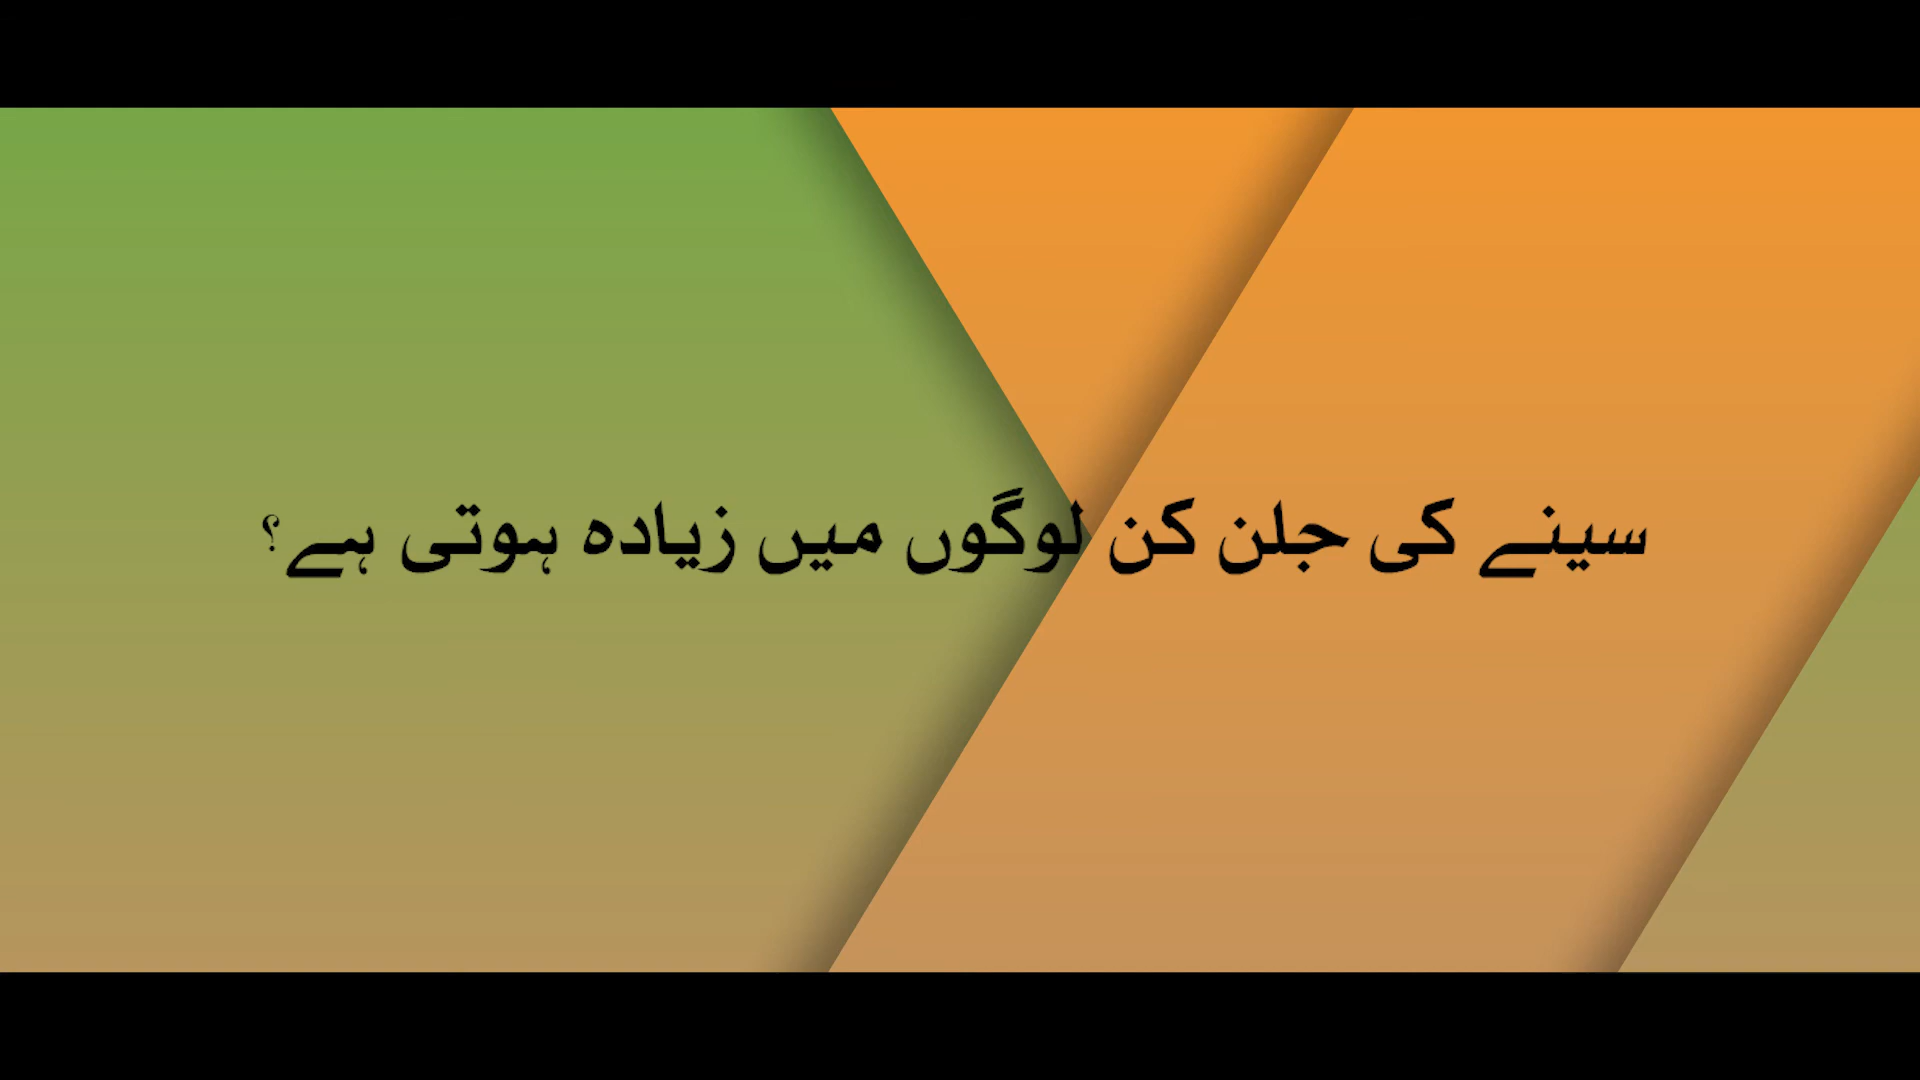 سینے کی جلن کن لوگوں میں زیادہ ہوتی ہے؟